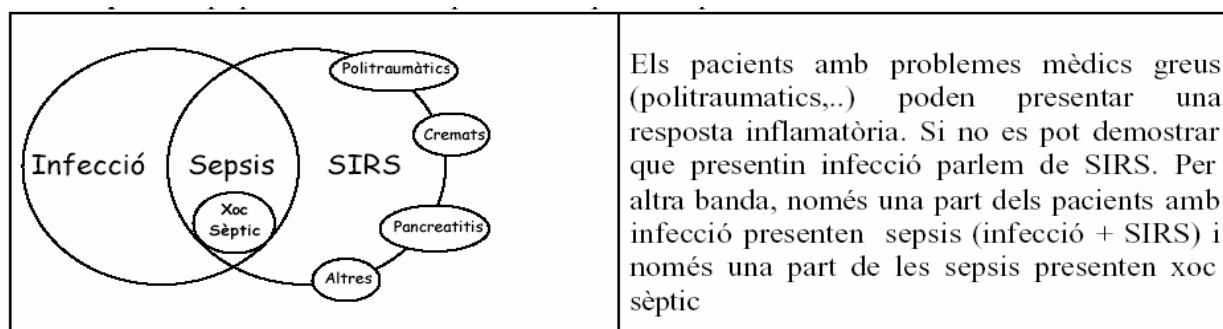 Politraumàtics
Cremats
Infecció
Sepsis
SIRS
Xoc
Sèptic
Pancreatitis
Altres
Els pacients amb problemes mèdics greus
(politraumatics,..) poden presentar una
resposta inflamatòria. Si no es pot demostrar
que presentin infecció parlem de SIRS. Per
altra banda, només una part dels pacients amb
infecció presenten sepsis (infecció + SIRS) i
només una part de les sepsis presenten xoc
sèptic